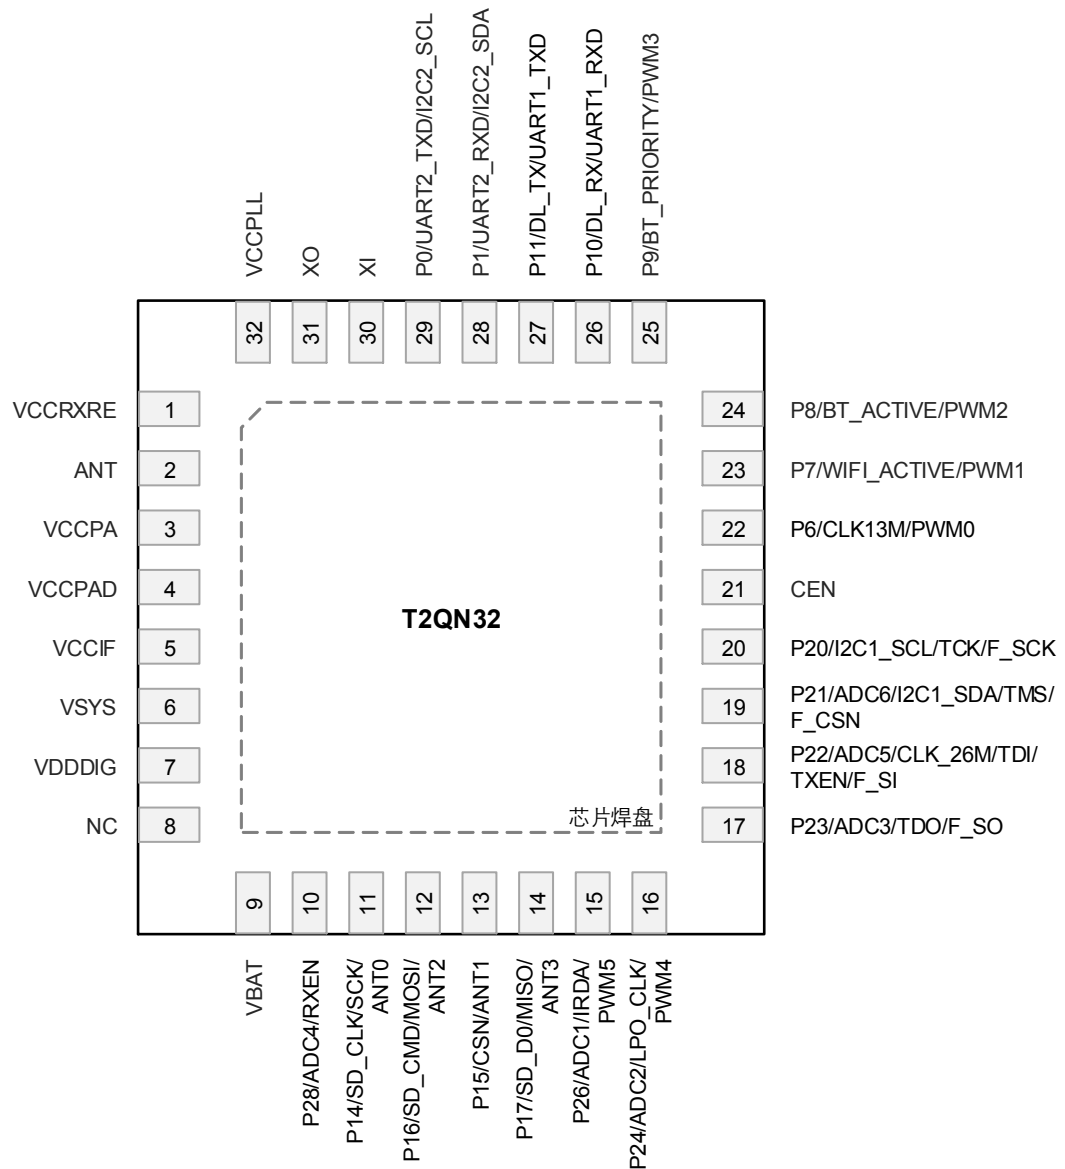 P0/UART2_TXD/I2C2_SCL
P1/UART2_RXD/I2C2_SDA
P11/DL_TX/UART1_TXD
P10/DL_RX/UART1_RXD
P9/BT_PRIORITY/PWM3
VCCPLL
XO
XI
32
31
30
29
28
27
26
25
VCCRXRE
1
24
P8/BT_ACTIVE/PWM2
ANT
2
23
P7/WIFI_ACTIVE/PWM1
VCCPA
3
22
P6/CLK13M/PWM0
VCCPAD
4
21
CEN
T2QN32
VCCIF
5
20
P20/I2C1_SCL/TCK/F_SCK
VSYS
6
19
P21/ADC6/I2C1_SDA/TMS/
F_CSN
VDDDIG
7
18
P22/ADC5/CLK_26M/TDI/
TXEN/F_SI
NC
8
芯片焊盘
17
P23/ADC3/TDO/F_SO
9
10
11
12
13
14
15
16
VBAT
P28/ADC4/RXEN
P14/SD_CLK/SCK/
ANT0
P16/SD_CMD/MOSI/
ANT2
P15/CSN/ANT1
P17/SD_D0/MISO/
ANT3
P26/ADC1/IRDA/
PWM5
P24/ADC2/LPO_CLK/
PWM4